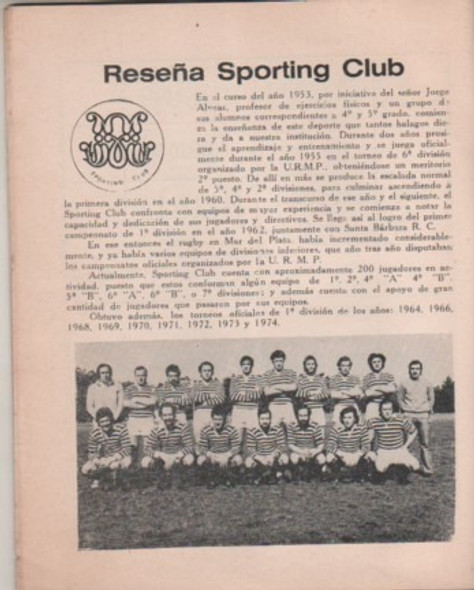 Reseña Sporting Club
SPORTING CLUB
En el curso del año 1953, por iniciativa del señor Jorge
profesor de ejercicios físicos y un grupo de
sus alumnos correspondientes a 4º y 5º grado, comien-
za la enseñanza de este deporte que tantos halagos die-
ra y da a nuestra institución. Durante dos años prosi-
gue el aprendizaje y entrenamiento y se juega oficial-
mente durante el año 1955 en el torneo de 6ª división
organizado por la U.R.M.P., obteniéndose un meritorio
2º puesto. De allí en más se produce la escalada normal
de 5ª, 4ª y 2ª divisiones, para culminar ascendiendo a
la primera división en el año 1960. Durante el transcurso de ese año y el siguiente, el
Sporting Club confronta con equipos de mayor experiencia y se comienza a notar la
capacidad y dedicación de sus jugadores y directivos. Se llega así al logro del primer
campeonato de 1ª división en el año 1962, juntamente con Santa Bárbara R. C.
En ese entonces el rugby en Mar del Plata, había incrementado considerable-
mente, y ya había varios equipos de divisiones inferiores, que año tras año disputaban
los campeonatos oficiales organizados por la U. R. M. P.
Actualmente, Sporting Club cuenta con aproximadamente 200 jugadores en ac-
tividad, puesto que estos conforman algún equipo de 1ª, 2ª, 4ª "A", 4ª "B",
5ª "B", 6ª "A", 6ª "B", o 7ª divisiones; y además cuenta con el apoyo de gran
cantidad de jugadores que pasaron por sus equipos.
Obtuvo además, los torneos oficiales de 1ª división de los años: 1964, 1966,
1968, 1969, 1970, 1971, 1972, 1973 y 1974.